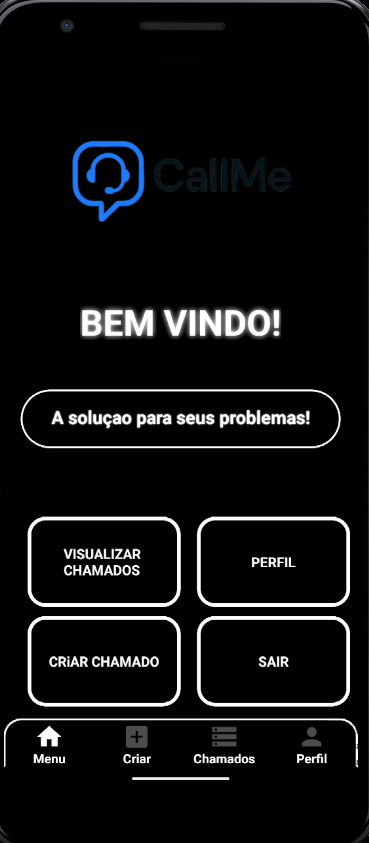 CallMe
BEM VINDO!
A soluçao para seus problemas!
VISUALIZAR
CHAMADOS
PERFIL
CRiAR CHAMADO
SAIR
Menu
Criar
Chamados
Perfil